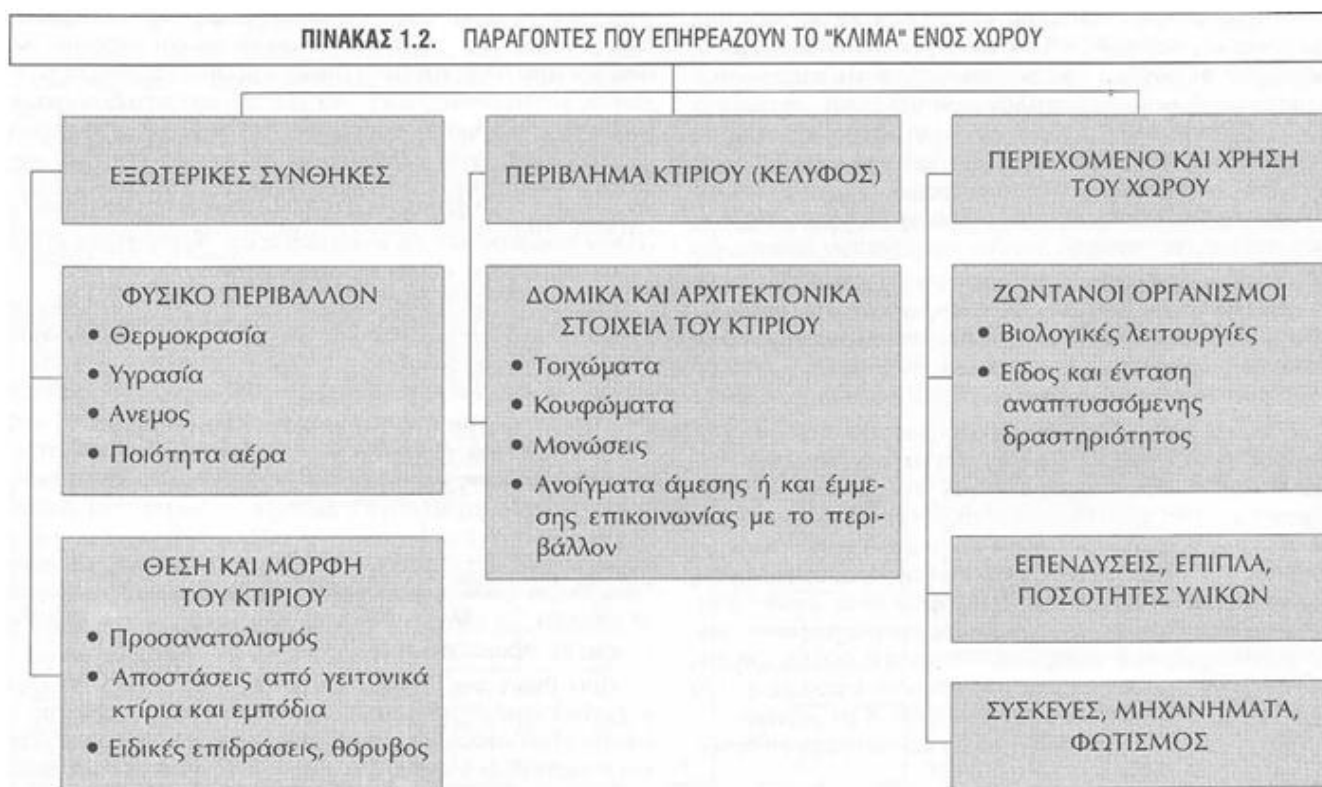 ΠΙΝΑΚΑΣ 1.2. ΠΑΡΑΓΟΝΤΕΣ ΠΟΥ ΕΠΗΡΕΑΖΟΥΝ ΤΟ "ΚΛΙΜΑ" ΕΝΟΣ ΧΩΡΟΥ
ΕΞΩΤΕΡΙΚΕΣ ΣΥΝΘΗΚΕΣ
ΦΥΣΙΚΟ ΠΕΡΙΒΑΛΛΟΝ
• Θερμοκρασία
• Υγρασία
• Ανεμος
• Ποιότητα αέρα
ΘΕΣΗ ΚΑΙ ΜΟΡΦΗ
ΤΟΥ ΚΤΙΡΙΟΥ
• Προσανατολισμός
• Αποστάσεις από γειτονικά
κτίρια και εμπόδια
• Ειδικές επιδράσεις, θόρυβος
ΠΕΡΙΒΛΗΜΑ ΚΤΙΡΙΟΥ (ΚΕΛΥΦΟΣ)
ΔΟΜΙΚΑ ΚΑΙ ΑΡΧΙΤΕΚΤΟΝΙΚΑ
ΣΤΟΙΧΕΙΑ ΤΟΥ ΚΤΙΡΙΟΥ
• Τοιχώματα
• Κουφώματα
• Μονώσεις
• Ανοίγματα άμεσης ή και έμμε-
σης επικοινωνίας με το περι-
βάλλον
ΠΕΡΙΕΧΟΜΕΝΟ ΚΑΙ ΧΡΗΣΗ
ΤΟΥ ΧΩΡΟΥ
ΖΩΝΤΑΝΟΙ ΟΡΓΑΝΙΣΜΟΙ
• Βιολογικές λειτουργίες
• Είδος και ένταση
αναπτυσσόμενης
δραστηριότητος
ΕΠΕΝΔΥΣΕΙΣ, ΕΠΙΠΛΑ,
ΠΟΣΟΤΗΤΕΣ ΥΛΙΚΩΝ
ΣΥΣΚΕΥΕΣ, ΜΗΧΑΝΗΜΑΤΑ,
ΦΩΤΙΣΜΟΣ